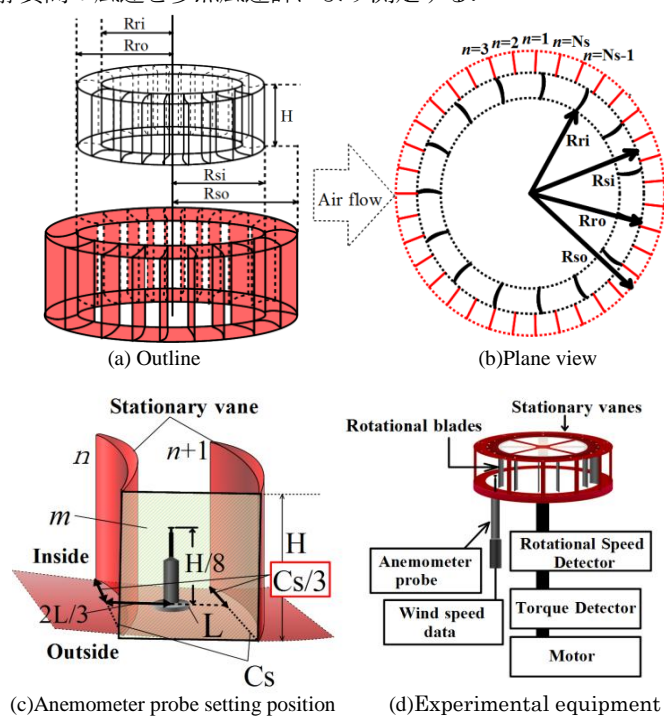 Rri
Rro
H
Rsi
Rso
(a) Outline
Air flow
n=3
n=2
n=1
n=Ns
n=Ns-1
Rri
Rsi
Rro
Rso
(b)Plane view
Stationary vane
n
n+1
m
H/8
H
Inside
Cs/3
2L/3
L
Outside
Cs
(c)Anemometer probe setting position
Stationary vanes
Rotational blades
Anemometer
probe
Rotational Speed
Detector
Wind speed
data
Torque Detector
Motor
(d)Experimental equipment